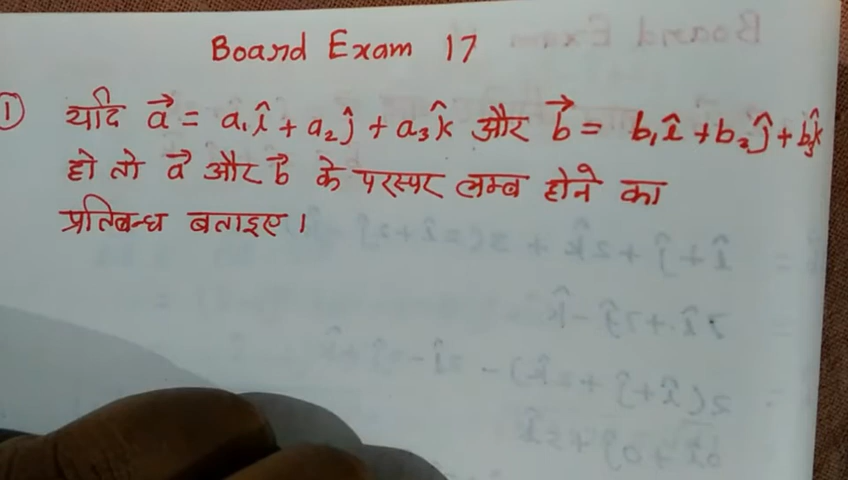 Board Exam 17
① यदि a⃗ = a₁î + a₂ĵ + a₃k̂ और b⃗ = b₁î + b₂ĵ + b₃k̂
हो तो a⃗ और b⃗ के परस्पर लम्ब होने का
प्रतिबन्ध बताइए।